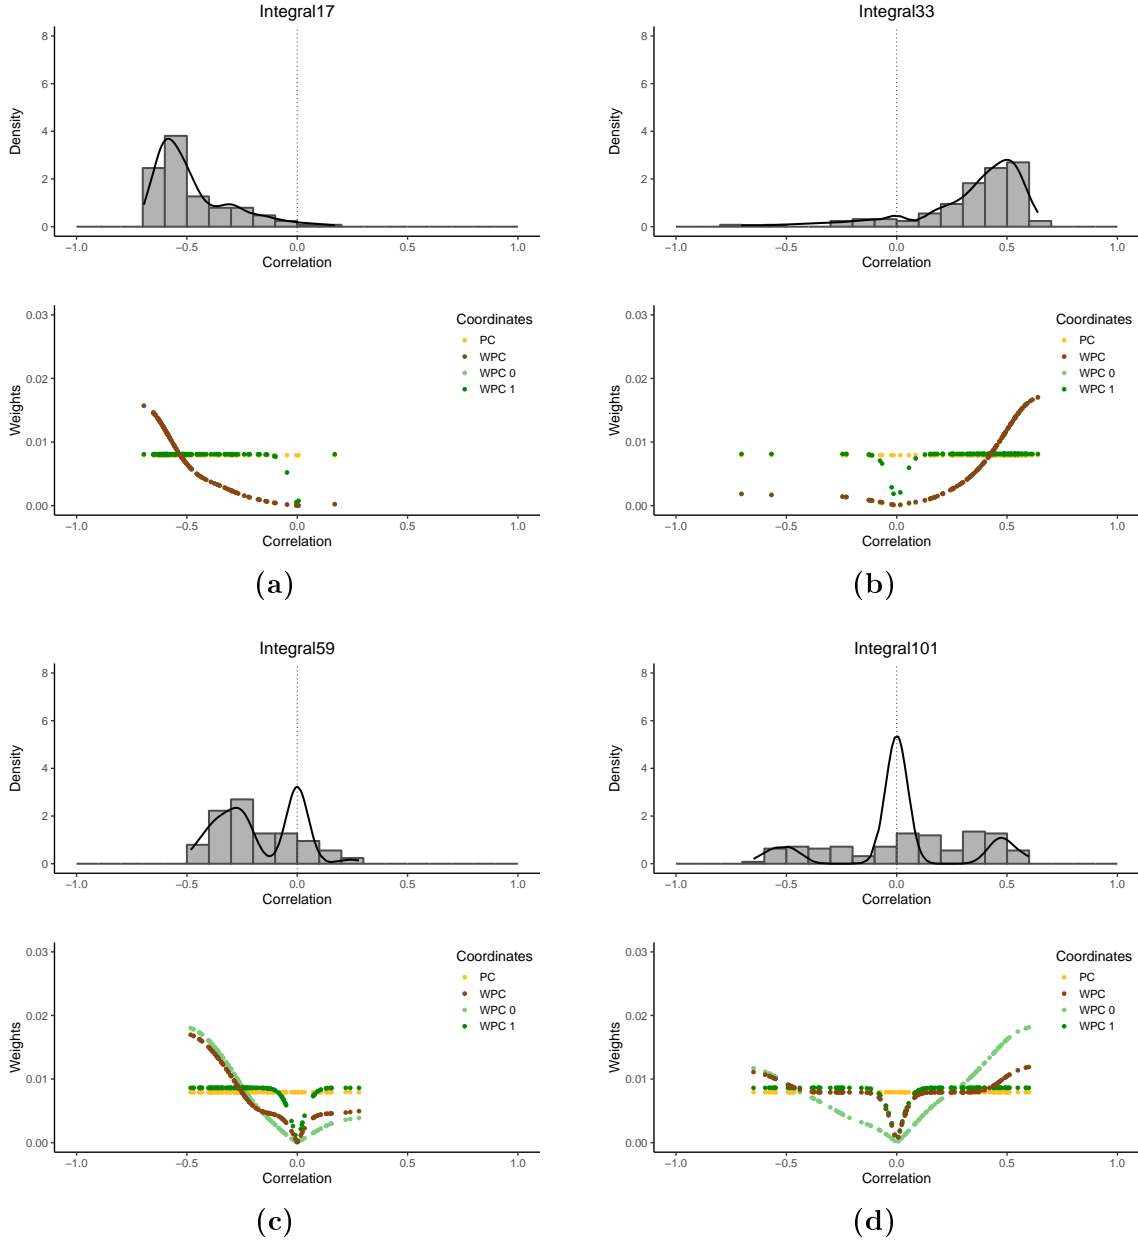 Integral17
8
6
4
2
0
Density
−1.0 −0.5 0.0 0.5 1.0
Correlation
0.03
0.02
0.01
0.00
Weights
−1.0 −0.5 0.0 0.5 1.0
Correlation
Coordinates
PC
WPC
WPC 0
WPC 1
(a)
Integral33
8
6
4
2
0
Density
−1.0 −0.5 0.0 0.5 1.0
Correlation
0.03
0.02
0.01
0.00
Weights
−1.0 −0.5 0.0 0.5 1.0
Correlation
Coordinates
PC
WPC
WPC 0
WPC 1
(b)
Integral59
8
6
4
2
0
Density
−1.0 −0.5 0.0 0.5 1.0
Correlation
0.03
0.02
0.01
0.00
Weights
−1.0 −0.5 0.0 0.5 1.0
Correlation
Coordinates
PC
WPC
WPC 0
WPC 1
(c)
Integral101
8
6
4
2
0
Density
−1.0 −0.5 0.0 0.5 1.0
Correlation
0.03
0.02
0.01
0.00
Weights
−1.0 −0.5 0.0 0.5 1.0
Correlation
Coordinates
PC
WPC
WPC 0
WPC 1
(d)